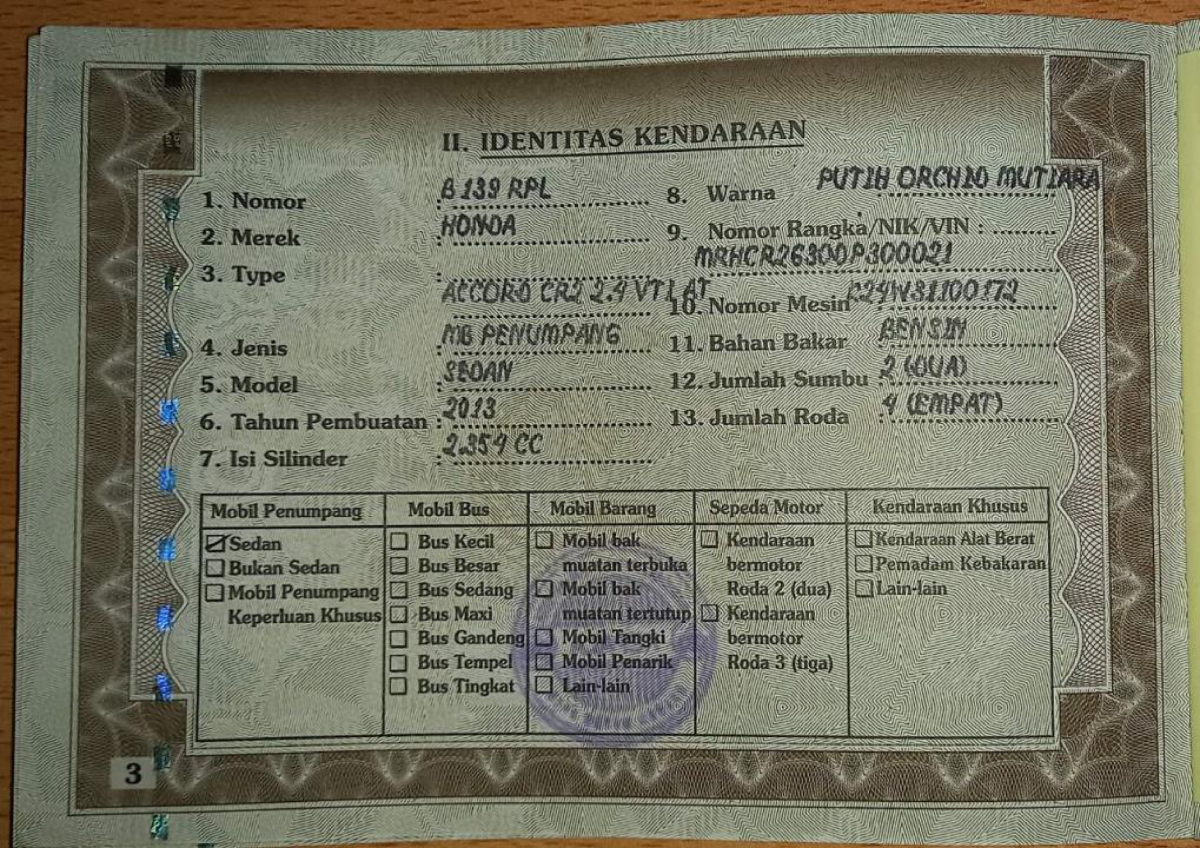 II. IDENTITAS KENDARAAN
1. Nomor : B 139 RPL
2. Merek : HONDA
3. Type :
ACCORD CR2 2.4 VTI AT
4. Jenis : MB PENUMPANG
5. Model : SEDAN
6. Tahun Pembuatan : 2013
7. Isi Silinder : 2.354 CC
8. Warna PUTIH ORCHID MUTIARA
9. Nomor Rangka/NIK/VIN :
MRHCR26300P300021
10. Nomor Mesin K24W31100172
11. Bahan Bakar BENSIN
12. Jumlah Sumbu : 2 (DUA)
13. Jumlah Roda : 4 (EMPAT)
Mobil Penumpang
Sedan
Bukan Sedan
Mobil Penumpang
Keperluan Khusus
Mobil Bus
Bus Kecil
Bus Besar
Bus Sedang
Bus Maxi
Bus Gandeng
Bus Tempel
Bus Tingkat
Mobil Barang
Mobil bak
muatan terbuka
Mobil bak
muatan tertutup
Mobil Tangki
Mobil Penarik
Lain-lain
Sepeda Motor
Kendaraan
bermotor
Roda 2 (dua)
Kendaraan
bermotor
Roda 3 (tiga)
Kendaraan Khusus
Kendaraan Alat Berat
Pemadam Kebakaran
Lain-lain
3